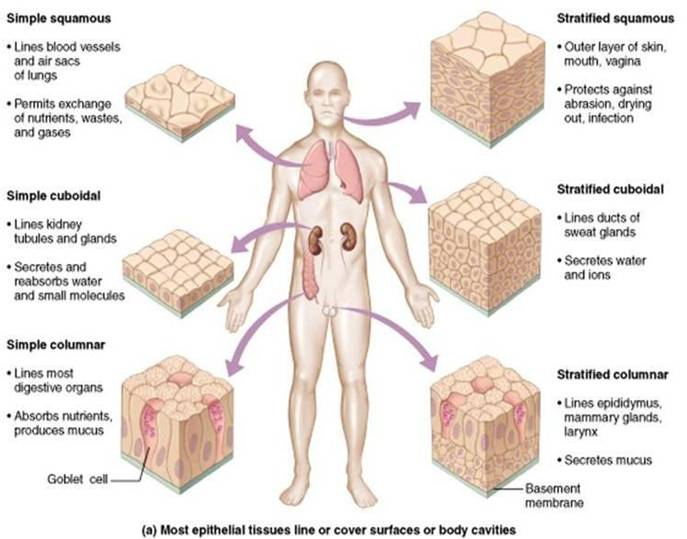 Simple squamous
• Lines blood vessels
and air sacs
of lungs
• Permits exchange
of nutrients, wastes,
and gases
Simple cuboidal
• Lines kidney
tubules and glands
• Secretes and
reabsorbs water
and small molecules
Simple columnar
• Lines most
digestive organs
• Absorbs nutrients,
produces mucus
Goblet cell
Stratified squamous
• Outer layer of skin,
mouth, vagina
• Protects against
abrasion, drying
out, infection
Stratified cuboidal
• Lines ducts of
sweat glands
• Secretes water
and ions
Stratified columnar
• Lines epididymus,
mammary glands,
larynx
• Secretes mucus
Basement
membrane
(a) Most epithelial tissues line or cover surfaces or body cavities